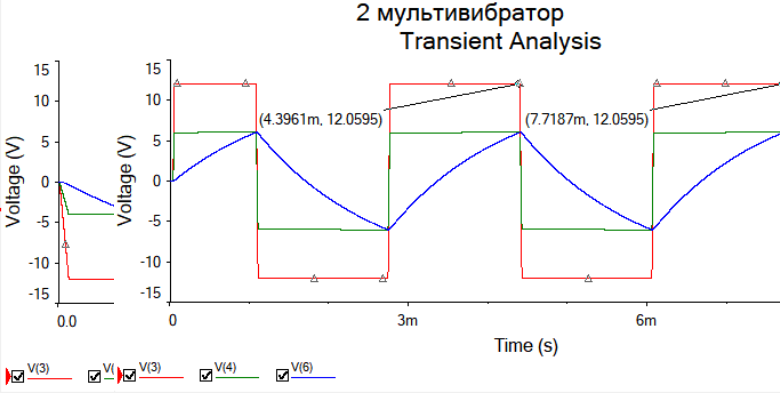 2 мультивибратор
Transient Analysis
Voltage (V)
15
10
5
0
-5
-10
-15
0.0
Voltage (V)
15
10
5
0
-5
-10
-15
(4.3961m, 12.0595)
(7.7187m, 12.0595)
0
3m
6m
Time (s)
V(3)
V(
V(3)
V(4)
V(6)